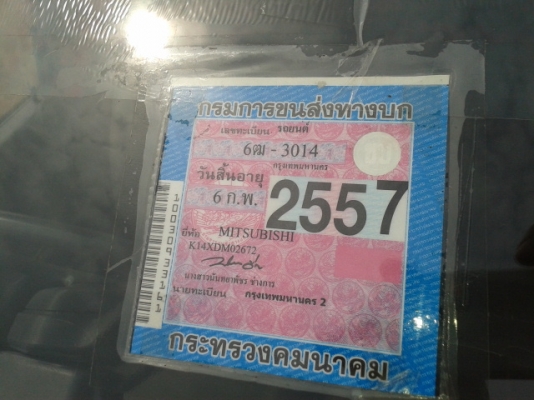 กรมการขนส่งทางบก
เลขทะเบียน รถยนต์
6ฒ - 3014
กรุงเทพมหานคร
วันสิ้นอายุ
6 ก.พ. 2557
ยี่ห้อ MITSUBISHI
K14XDM02672
นายทะเบียน กรุงเทพมหานคร 2
กระทรวงคมนาคม